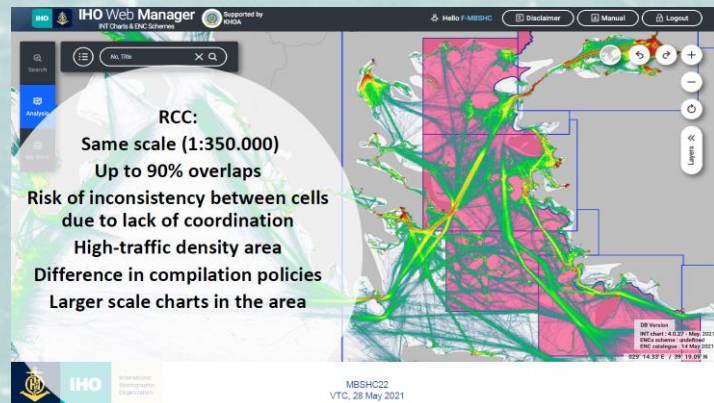 IHO
IHO Web Manager
INT Charts & ENC Schemes
Supported by
KHOA
Hello F-MBSHC
Disclaimer
Manual
Logout
Search
No, Title
Analysis
RCC:
Same scale (1:350.000)
Up to 90% overlaps
Risk of inconsistency between cells
due to lack of coordination
High-traffic density area
Difference in compilation policies
Larger scale charts in the area
Layers
DB Version
INT chart : 4.0.27 - May, 2021
ENCs scheme : undefined
ENC catalogue : 14 May 2021
029° 14.33' E / 39° 19.09' N
IHO
International
Hydrographic
Organization
MBSHC22
VTC, 28 May 2021